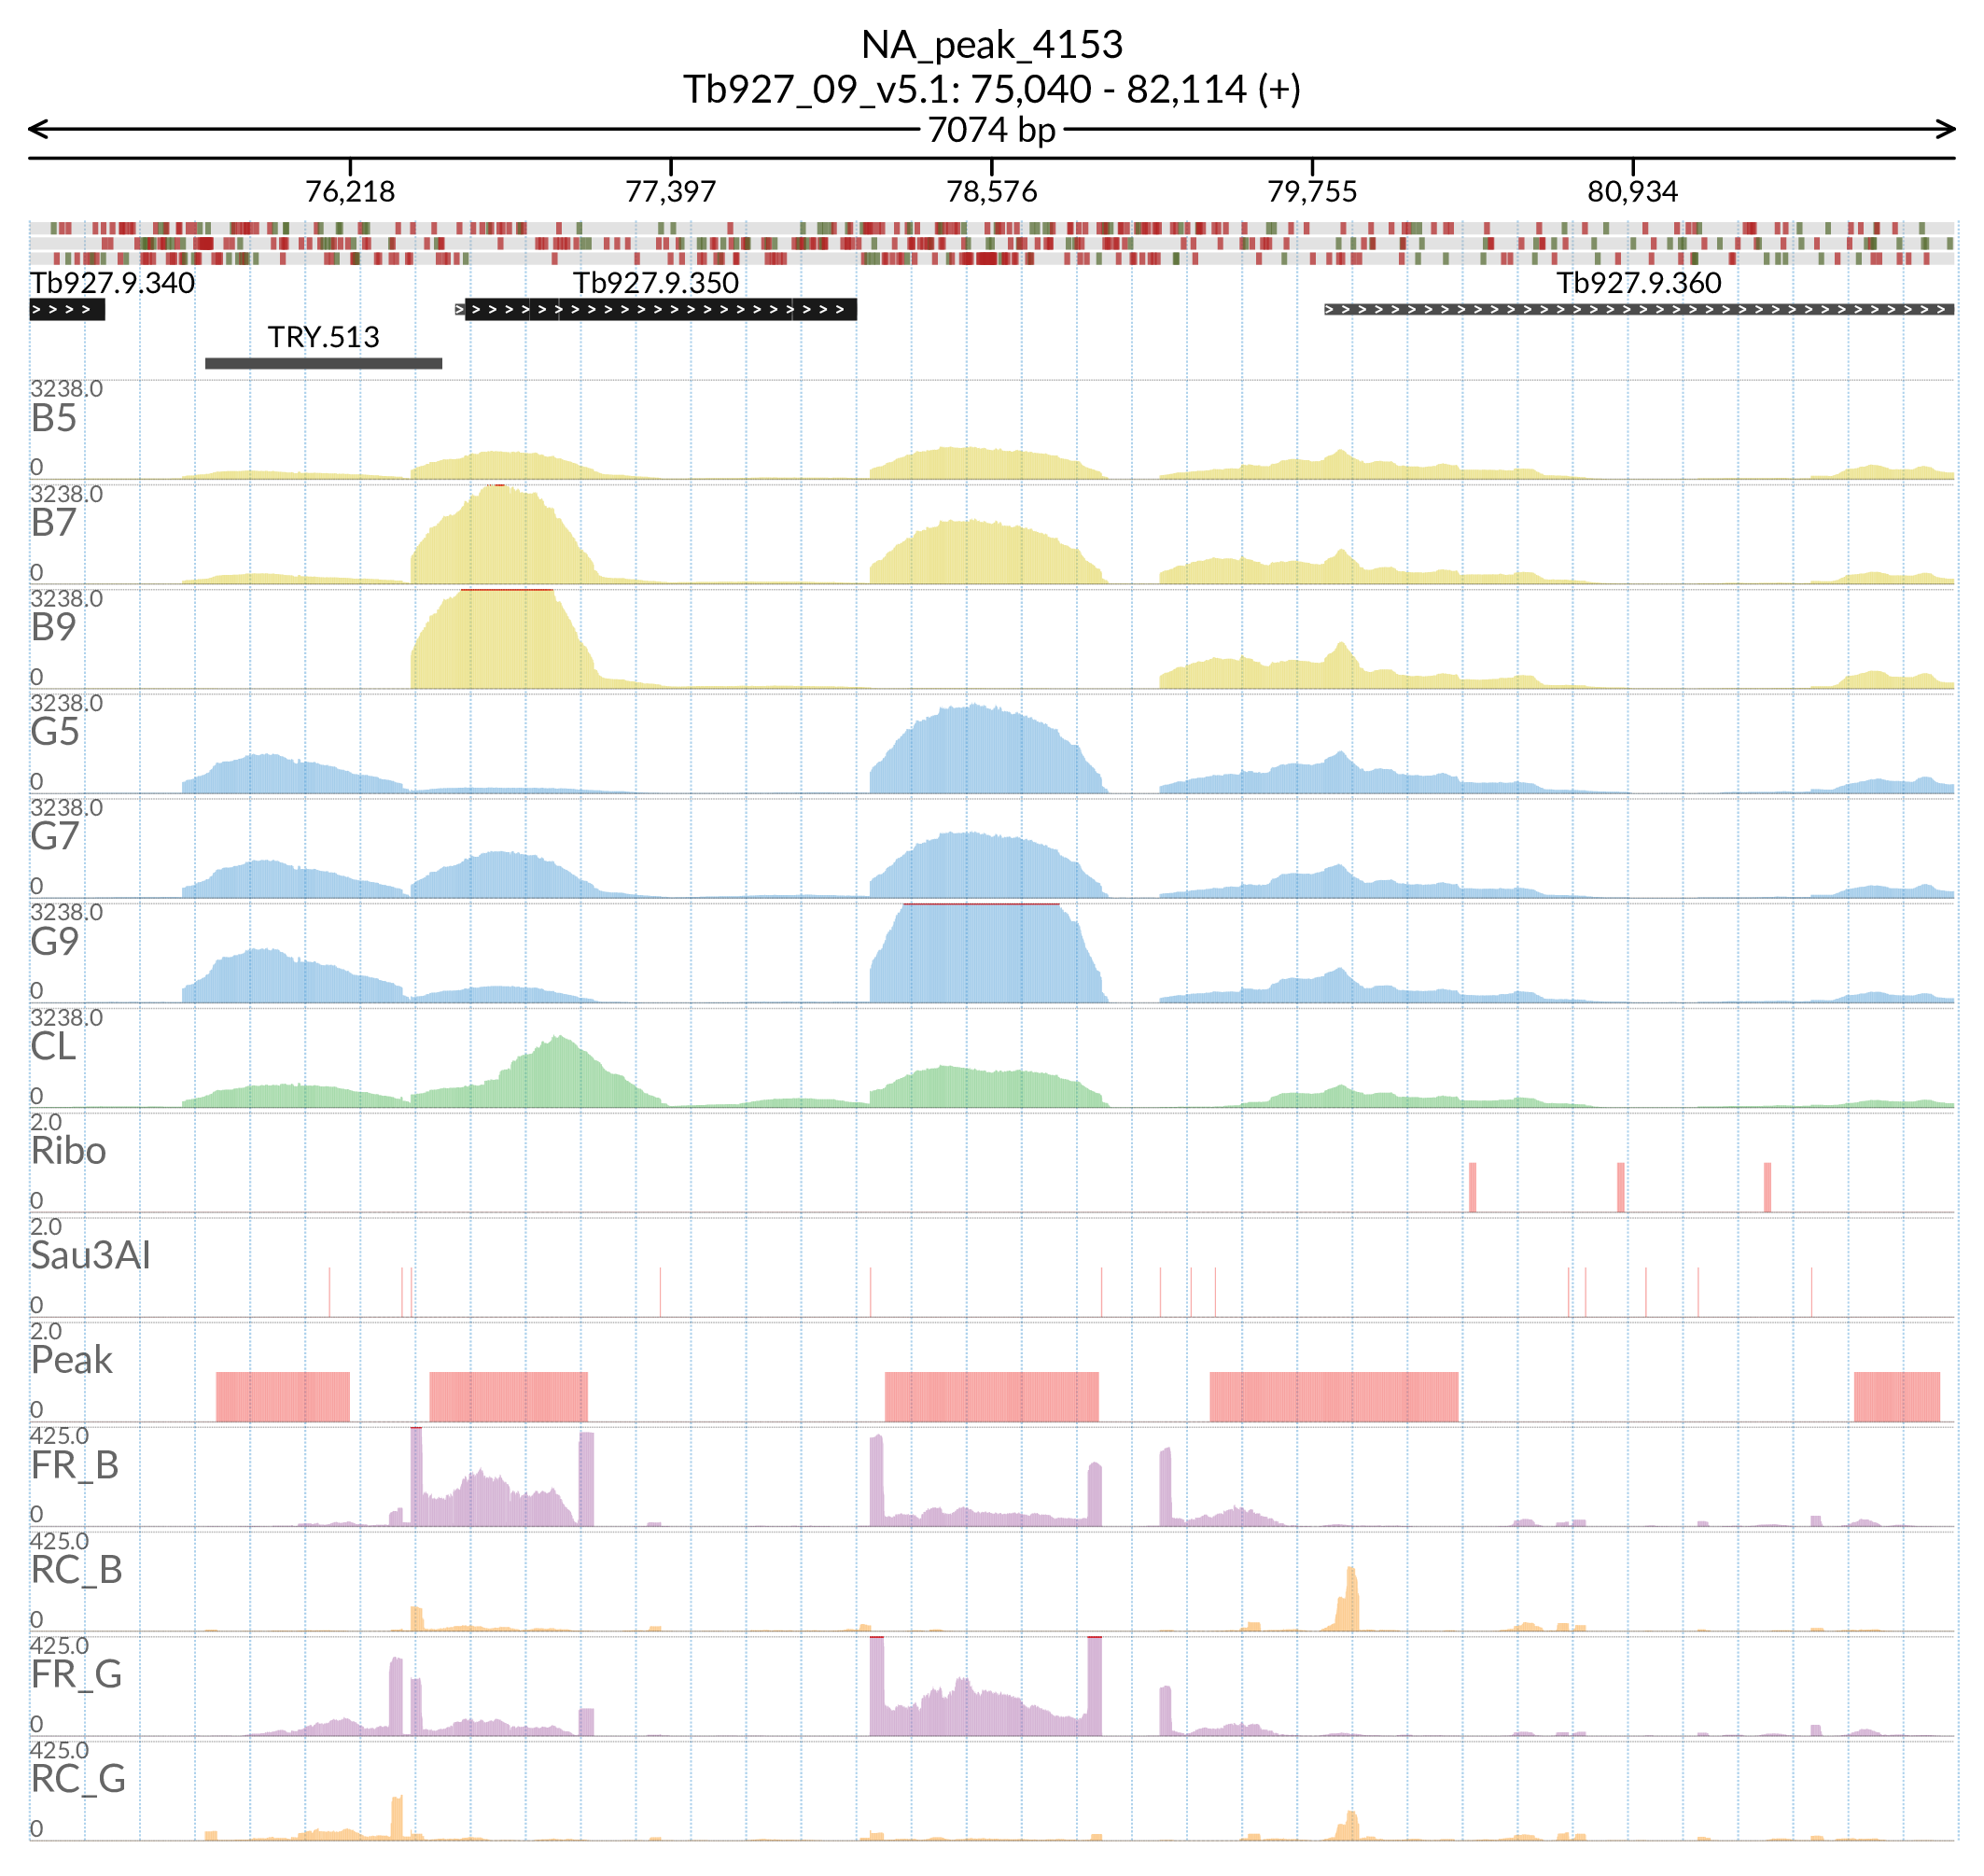 NA_peak_4153
Tb927_09_v5.1: 75,040 - 82,114 (+)
7074 bp
76,218 77,397 78,576 79,755 80,934
Tb927.9.340 Tb927.9.350 Tb927.9.360
TRY.513
3238.0
B5
0
3238.0
B7
0
3238.0
B9
0
3238.0
G5
0
3238.0
G7
0
3238.0
G9
0
3238.0
CL
0
2.0
Ribo
0
2.0
Sau3AI
0
2.0
Peak
0
425.0
FR_B
0
425.0
RC_B
0
425.0
FR_G
0
425.0
RC_G
0